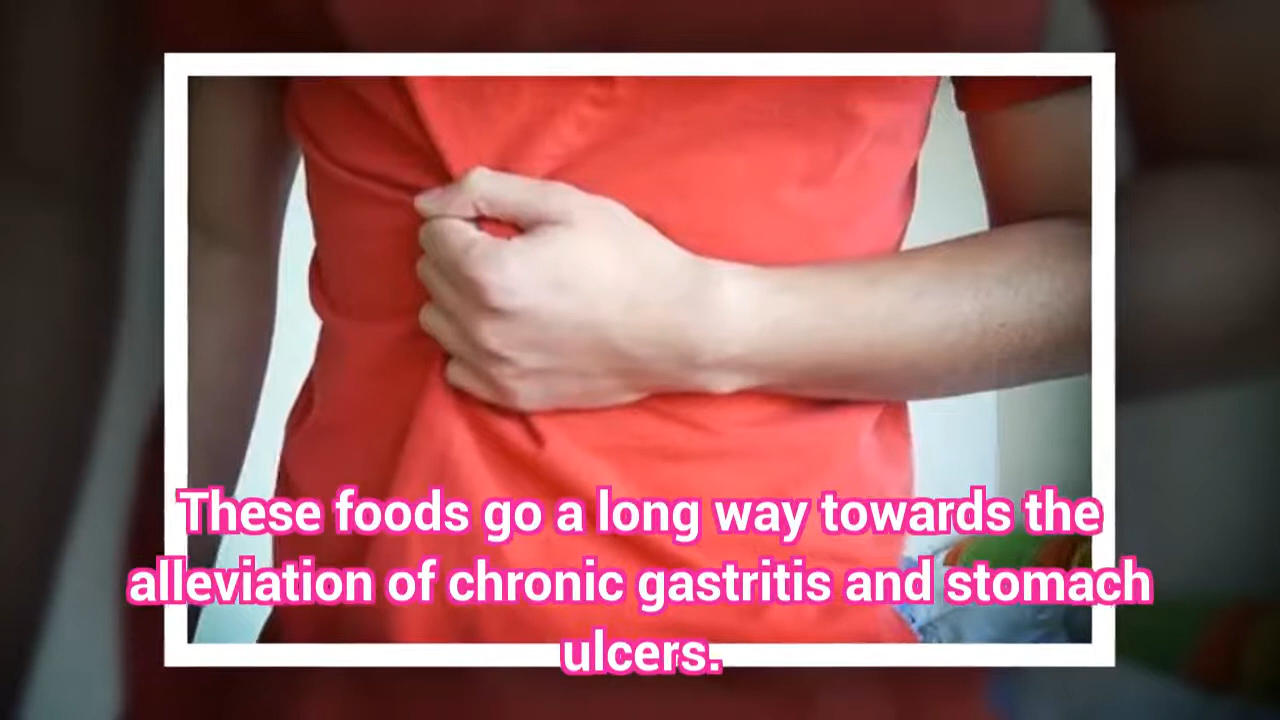 These foods go a long way towards the
alleviation of chronic gastritis and stomach
ulcers.